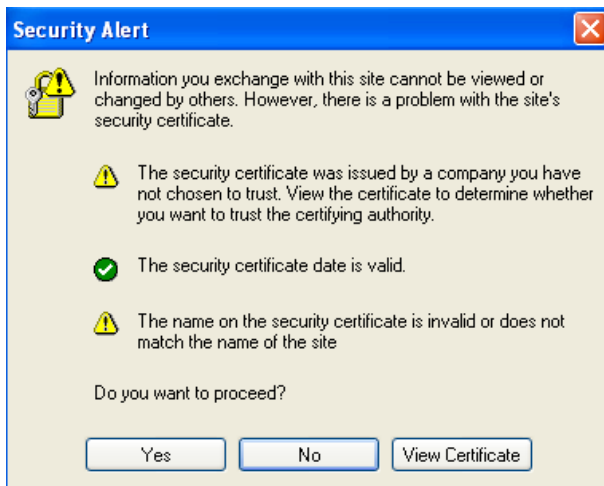 Security Alert
Information you exchange with this site cannot be viewed or
changed by others. However, there is a problem with the site's
security certificate.
The security certificate was issued by a company you have
not chosen to trust. View the certificate to determine whether
you want to trust the certifying authority.
The security certificate date is valid.
The name on the security certificate is invalid or does not
match the name of the site
Do you want to proceed?
Yes
No
View Certificate